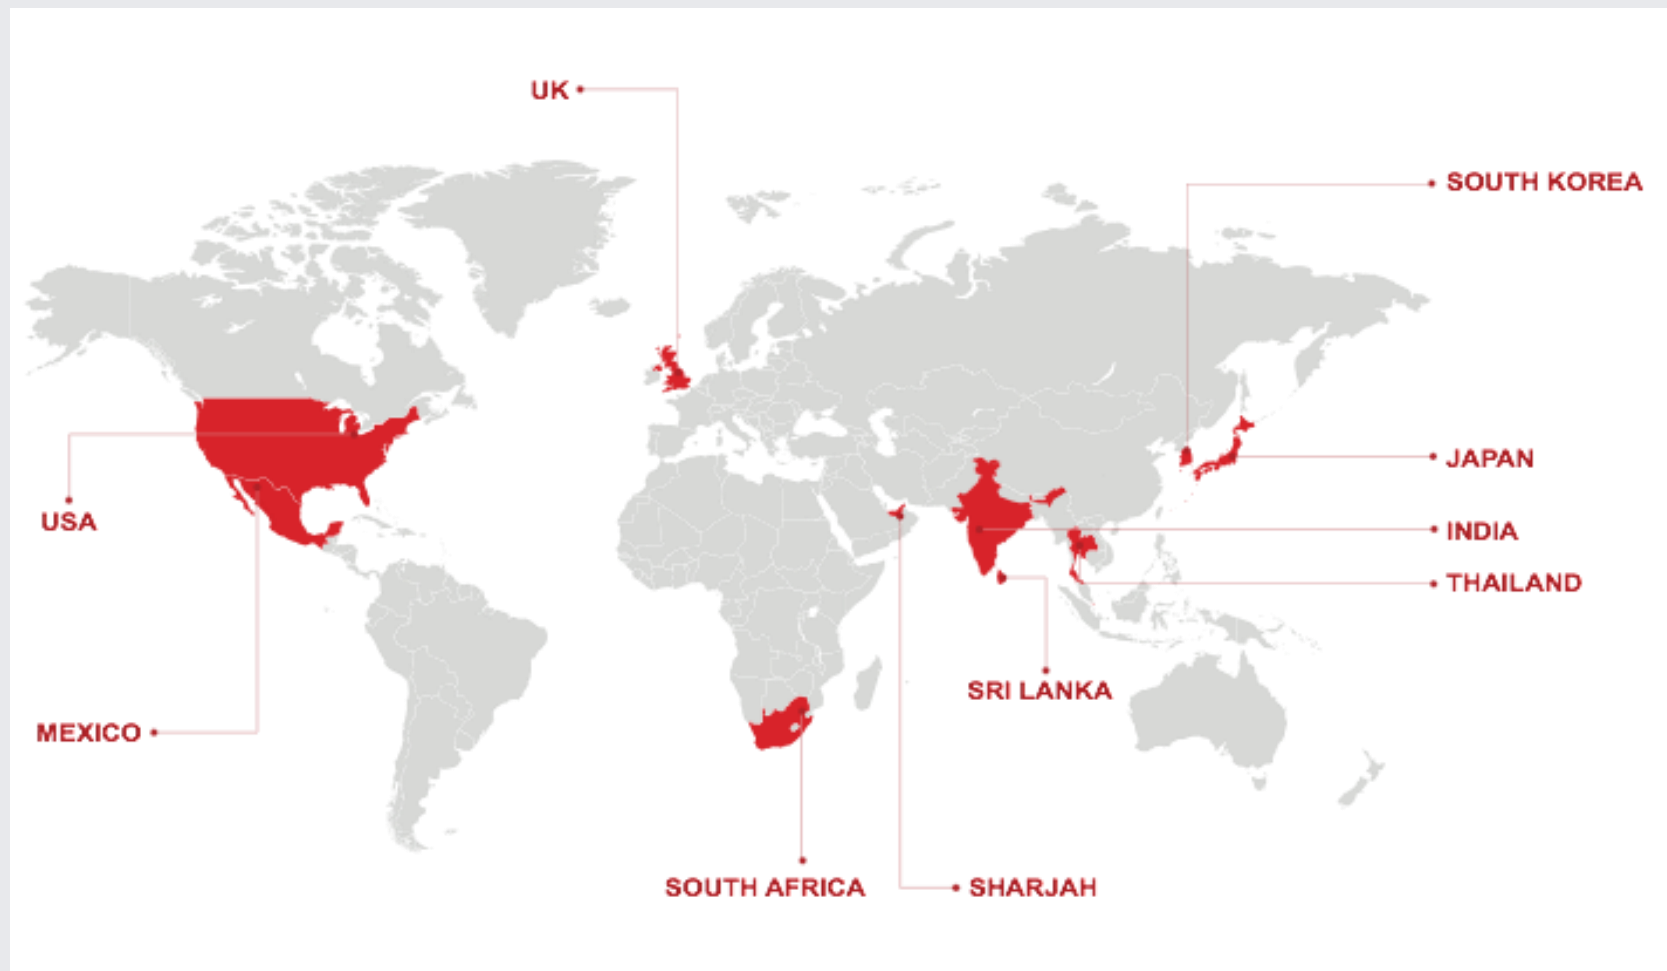 UK
SOUTH KOREA
JAPAN
USA
INDIA
THAILAND
SRI LANKA
MEXICO
SOUTH AFRICA
SHARJAH